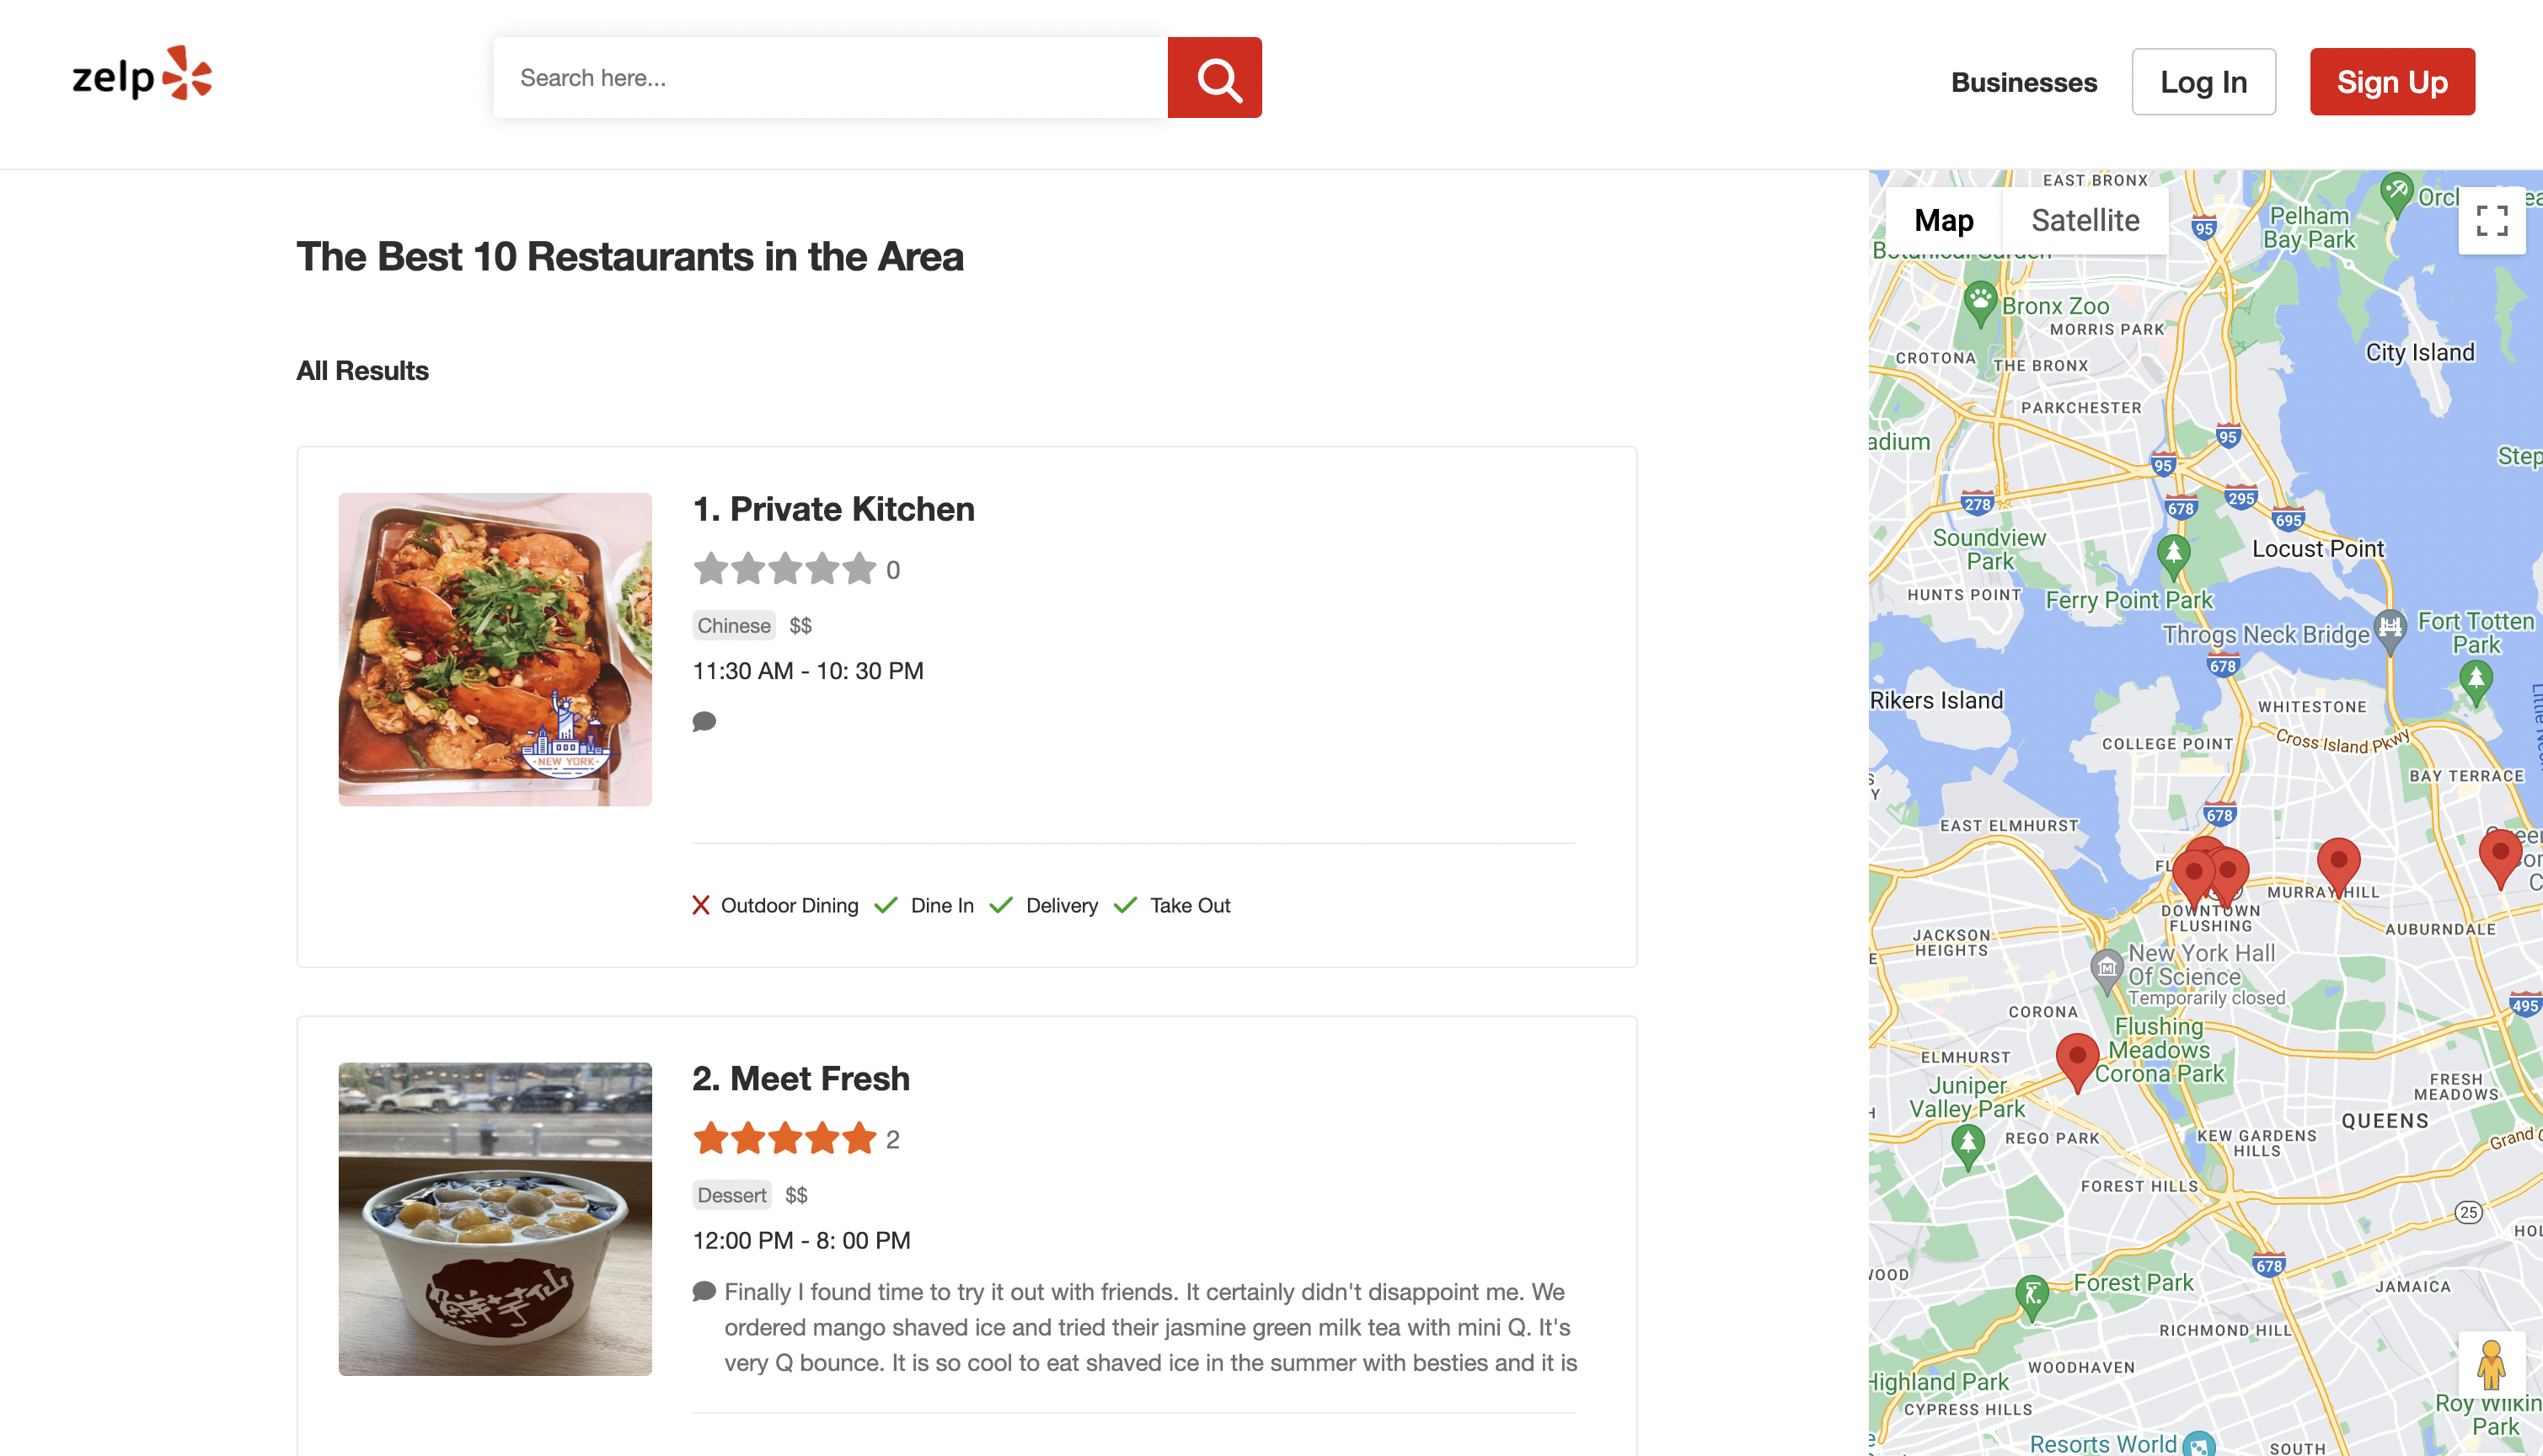 zelp
Search here...
Businesses
Log In
Sign Up
The Best 10 Restaurants in the Area
All Results
1. Private Kitchen
0
Chinese $$
11:30 AM - 10: 30 PM
NEW YORK
Outdoor Dining Dine In Delivery Take Out
2. Meet Fresh
2
Dessert $$
12:00 PM - 8: 00 PM
鮮芋仙
Finally I found time to try it out with friends. It certainly didn't disappoint me. We
ordered mango shaved ice and tried their jasmine green milk tea with mini Q. It's
very Q bounce. It is so cool to eat shaved ice in the summer with besties and it is
Map
Satellite
EAST BRONX
95
Pelham
Bay Park
Bronx Zoo
MORRIS PARK
CROTONA
THE BRONX
City Island
PARKCHESTER
95
95
278
678
295
695
Soundview
Park
Locust Point
HUNTS POINT
Ferry Point Park
Throgs Neck Bridge
Fort Totten
Park
678
Rikers Island
WHITESTONE
Cross Island Pkwy
COLLEGE POINT
BAY TERRACE
678
EAST ELMHURST
MURRAY HILL
DOWNTOWN
FLUSHING
AUBURNDALE
JACKSON
HEIGHTS
New York Hall
Of Science
Temporarily closed
495
CORONA
Flushing
Meadows
Corona Park
ELMHURST
Juniper
Valley Park
FRESH
MEADOWS
QUEENS
REGO PARK
KEW GARDENS
HILLS
Grand
FOREST HILLS
25
678
Forest Park
JAMAICA
RICHMOND HILL
WOODHAVEN
Highland Park
CYPRESS HILLS
Roy Wilkin
Park
Resorts World
SOUTH